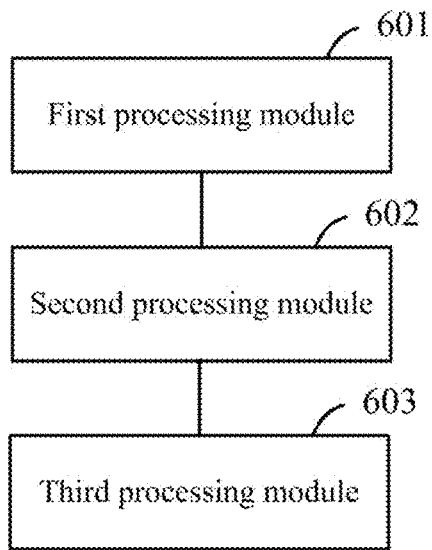 601
First processing module
602
Second processing module
603
Third processing module